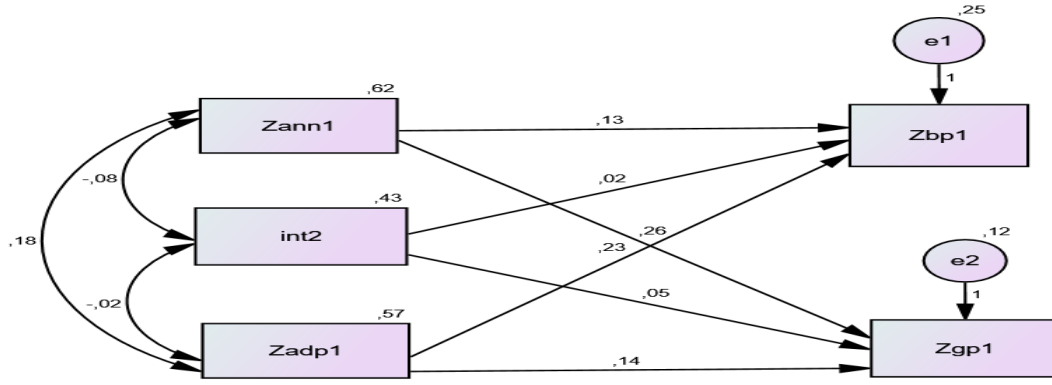 ,25
e1
1
,62
Zann1
,13
Zbp1
-,08
,02
,43
int2
,18
,26
,23
,12
e2
-,02
,05
1
,57
Zadp1
,14
Zgp1